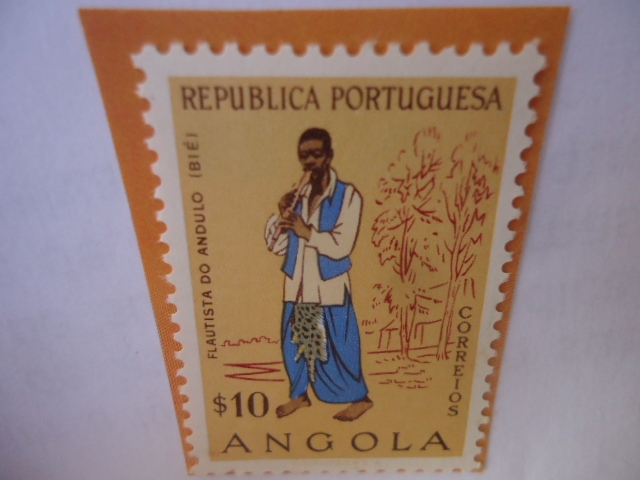 REPUBLICA PORTUGUESA
FLAUTISTA DO ANDULO (BIÉ)
CORREIOS
$10
ANGOLA